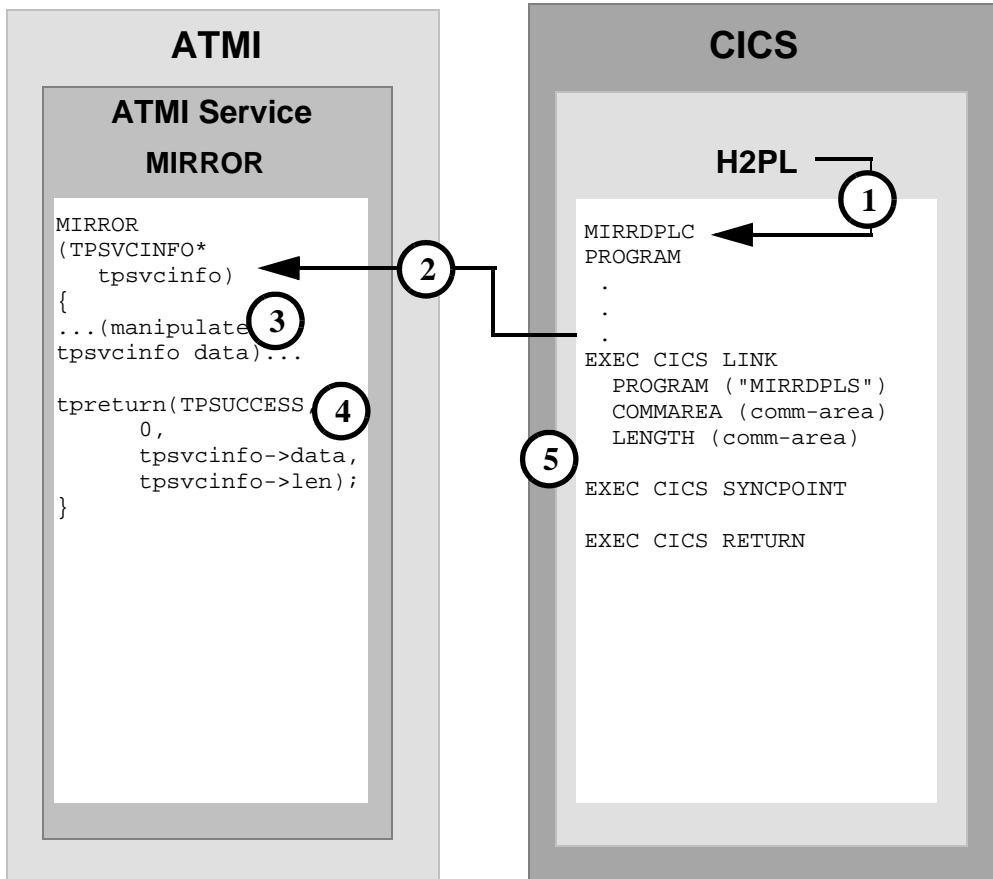 ATMI
ATMI Service
MIRROR
MIRROR
(TPSVCINFO*
tpsvcinfo)
{
...(manipulate
tpsvcinfo data)...
tpreturn(TPSUCCESS,
0,
tpsvcinfo->data,
tpsvcinfo->len);
}
2
3
4
CICS
H2PL
1
MIRRDPLC
PROGRAM
.
.
.
EXEC CICS LINK
PROGRAM ("MIRRDPLS")
COMMAREA (comm-area)
LENGTH (comm-area)
5
EXEC CICS SYNCPOINT
EXEC CICS RETURN